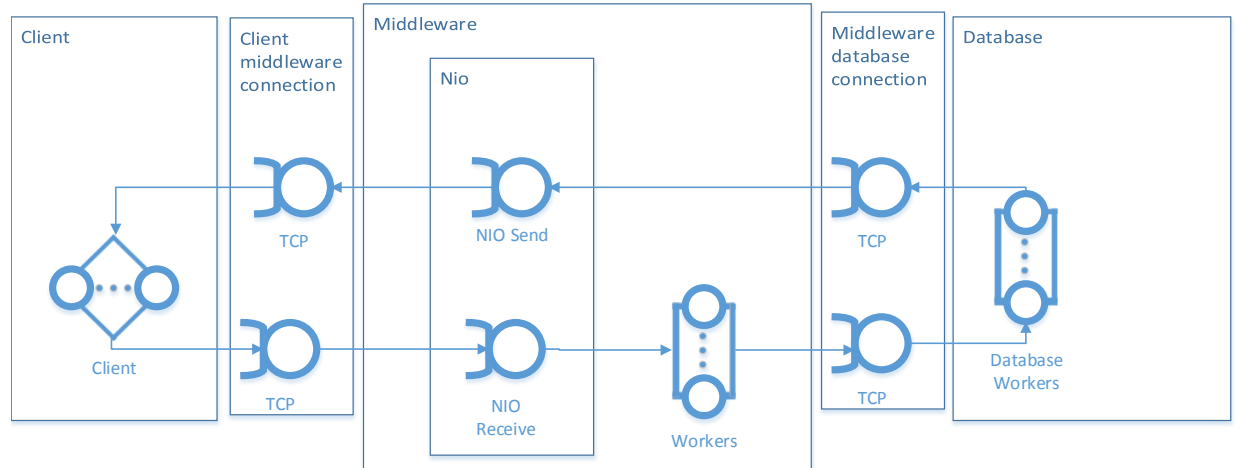 Client
Client
middleware
connection
Middleware
Nio
Middleware
database
connection
Database
TCP
NIO Send
TCP
Client
TCP
NIO
Receive
Workers
TCP
Database
Workers